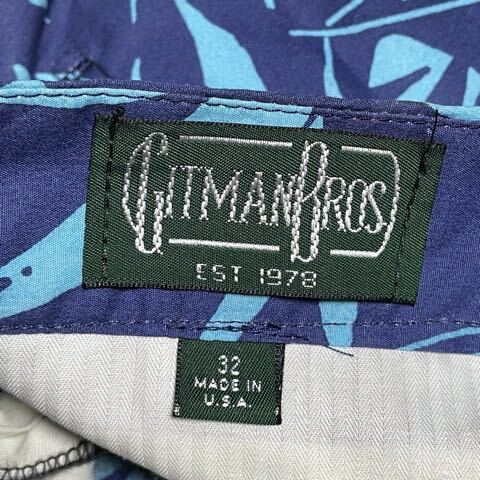 GITMAN BROS
EST 1978
32
MADE IN
U.S.A.